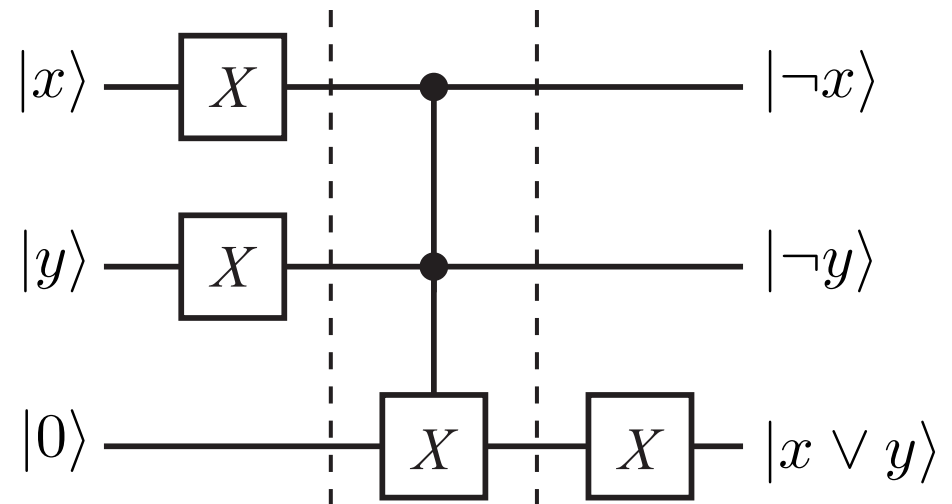 |x⟩ X |¬x⟩
|y⟩ X |¬y⟩
|0⟩ X X |x ∨ y⟩